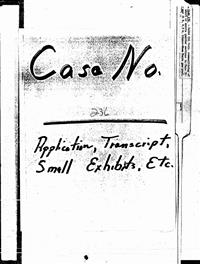 Case No.
236
Application, Transcript,
Small Exhibits, Etc.